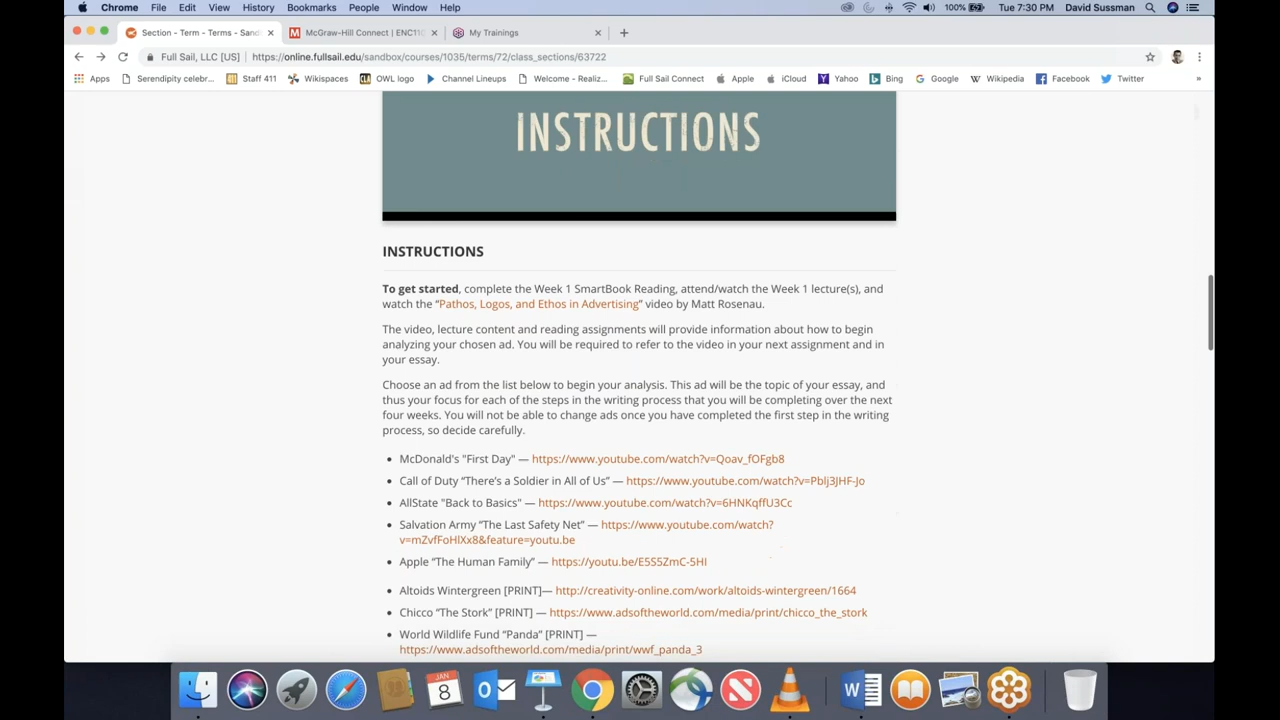 Chrome File Edit View History Bookmarks People Window Help 100% Tue 7:30 PM David Sussman
Section - Term - Terms - Sand McGraw-Hill Connect | ENC11 My Trainings
Full Sail, LLC [US] https://online.fullsail.edu/sandbox/courses/1035/terms/72/class_sections/63722
Apps Serendipity celebr... Staff 411 Wikispaces OWL logo Channel Lineups Welcome - Realiz... Full Sail Connect Apple iCloud Yahoo Bing Google Wikipedia Facebook Twitter »
INSTRUCTIONS
INSTRUCTIONS
To get started, complete the Week 1 SmartBook Reading, attend/watch the Week 1 lecture(s), and
watch the “Pathos, Logos, and Ethos in Advertising” video by Matt Rosenau.
The video, lecture content and reading assignments will provide information about how to begin
analyzing your chosen ad. You will be required to refer to the video in your next assignment and in
your essay.
Choose an ad from the list below to begin your analysis. This ad will be the topic of your essay, and
thus your focus for each of the steps in the writing process that you will be completing over the next
four weeks. You will not be able to change ads once you have completed the first step in the writing
process, so decide carefully.
McDonald's "First Day" — https://www.youtube.com/watch?v=Qoav_fOFgb8
Call of Duty “There’s a Soldier in All of Us” — https://www.youtube.com/watch?v=Pblj3JHF-Jo
AllState "Back to Basics" — https://www.youtube.com/watch?v=6HNKqffU3Cc
Salvation Army “The Last Safety Net” — https://www.youtube.com/watch?
v=mZvfFoHlXx8&feature=youtu.be
Apple “The Human Family” — https://youtu.be/E5S5ZmC-5HI
Altoids Wintergreen [PRINT]— http://creativity-online.com/work/altoids-wintergreen/1664
Chicco “The Stork” [PRINT] — https://www.adsoftheworld.com/media/print/chicco_the_stork
World Wildlife Fund “Panda” [PRINT] —
https://www.adsoftheworld.com/media/print/wwf_panda_3
JAN
8